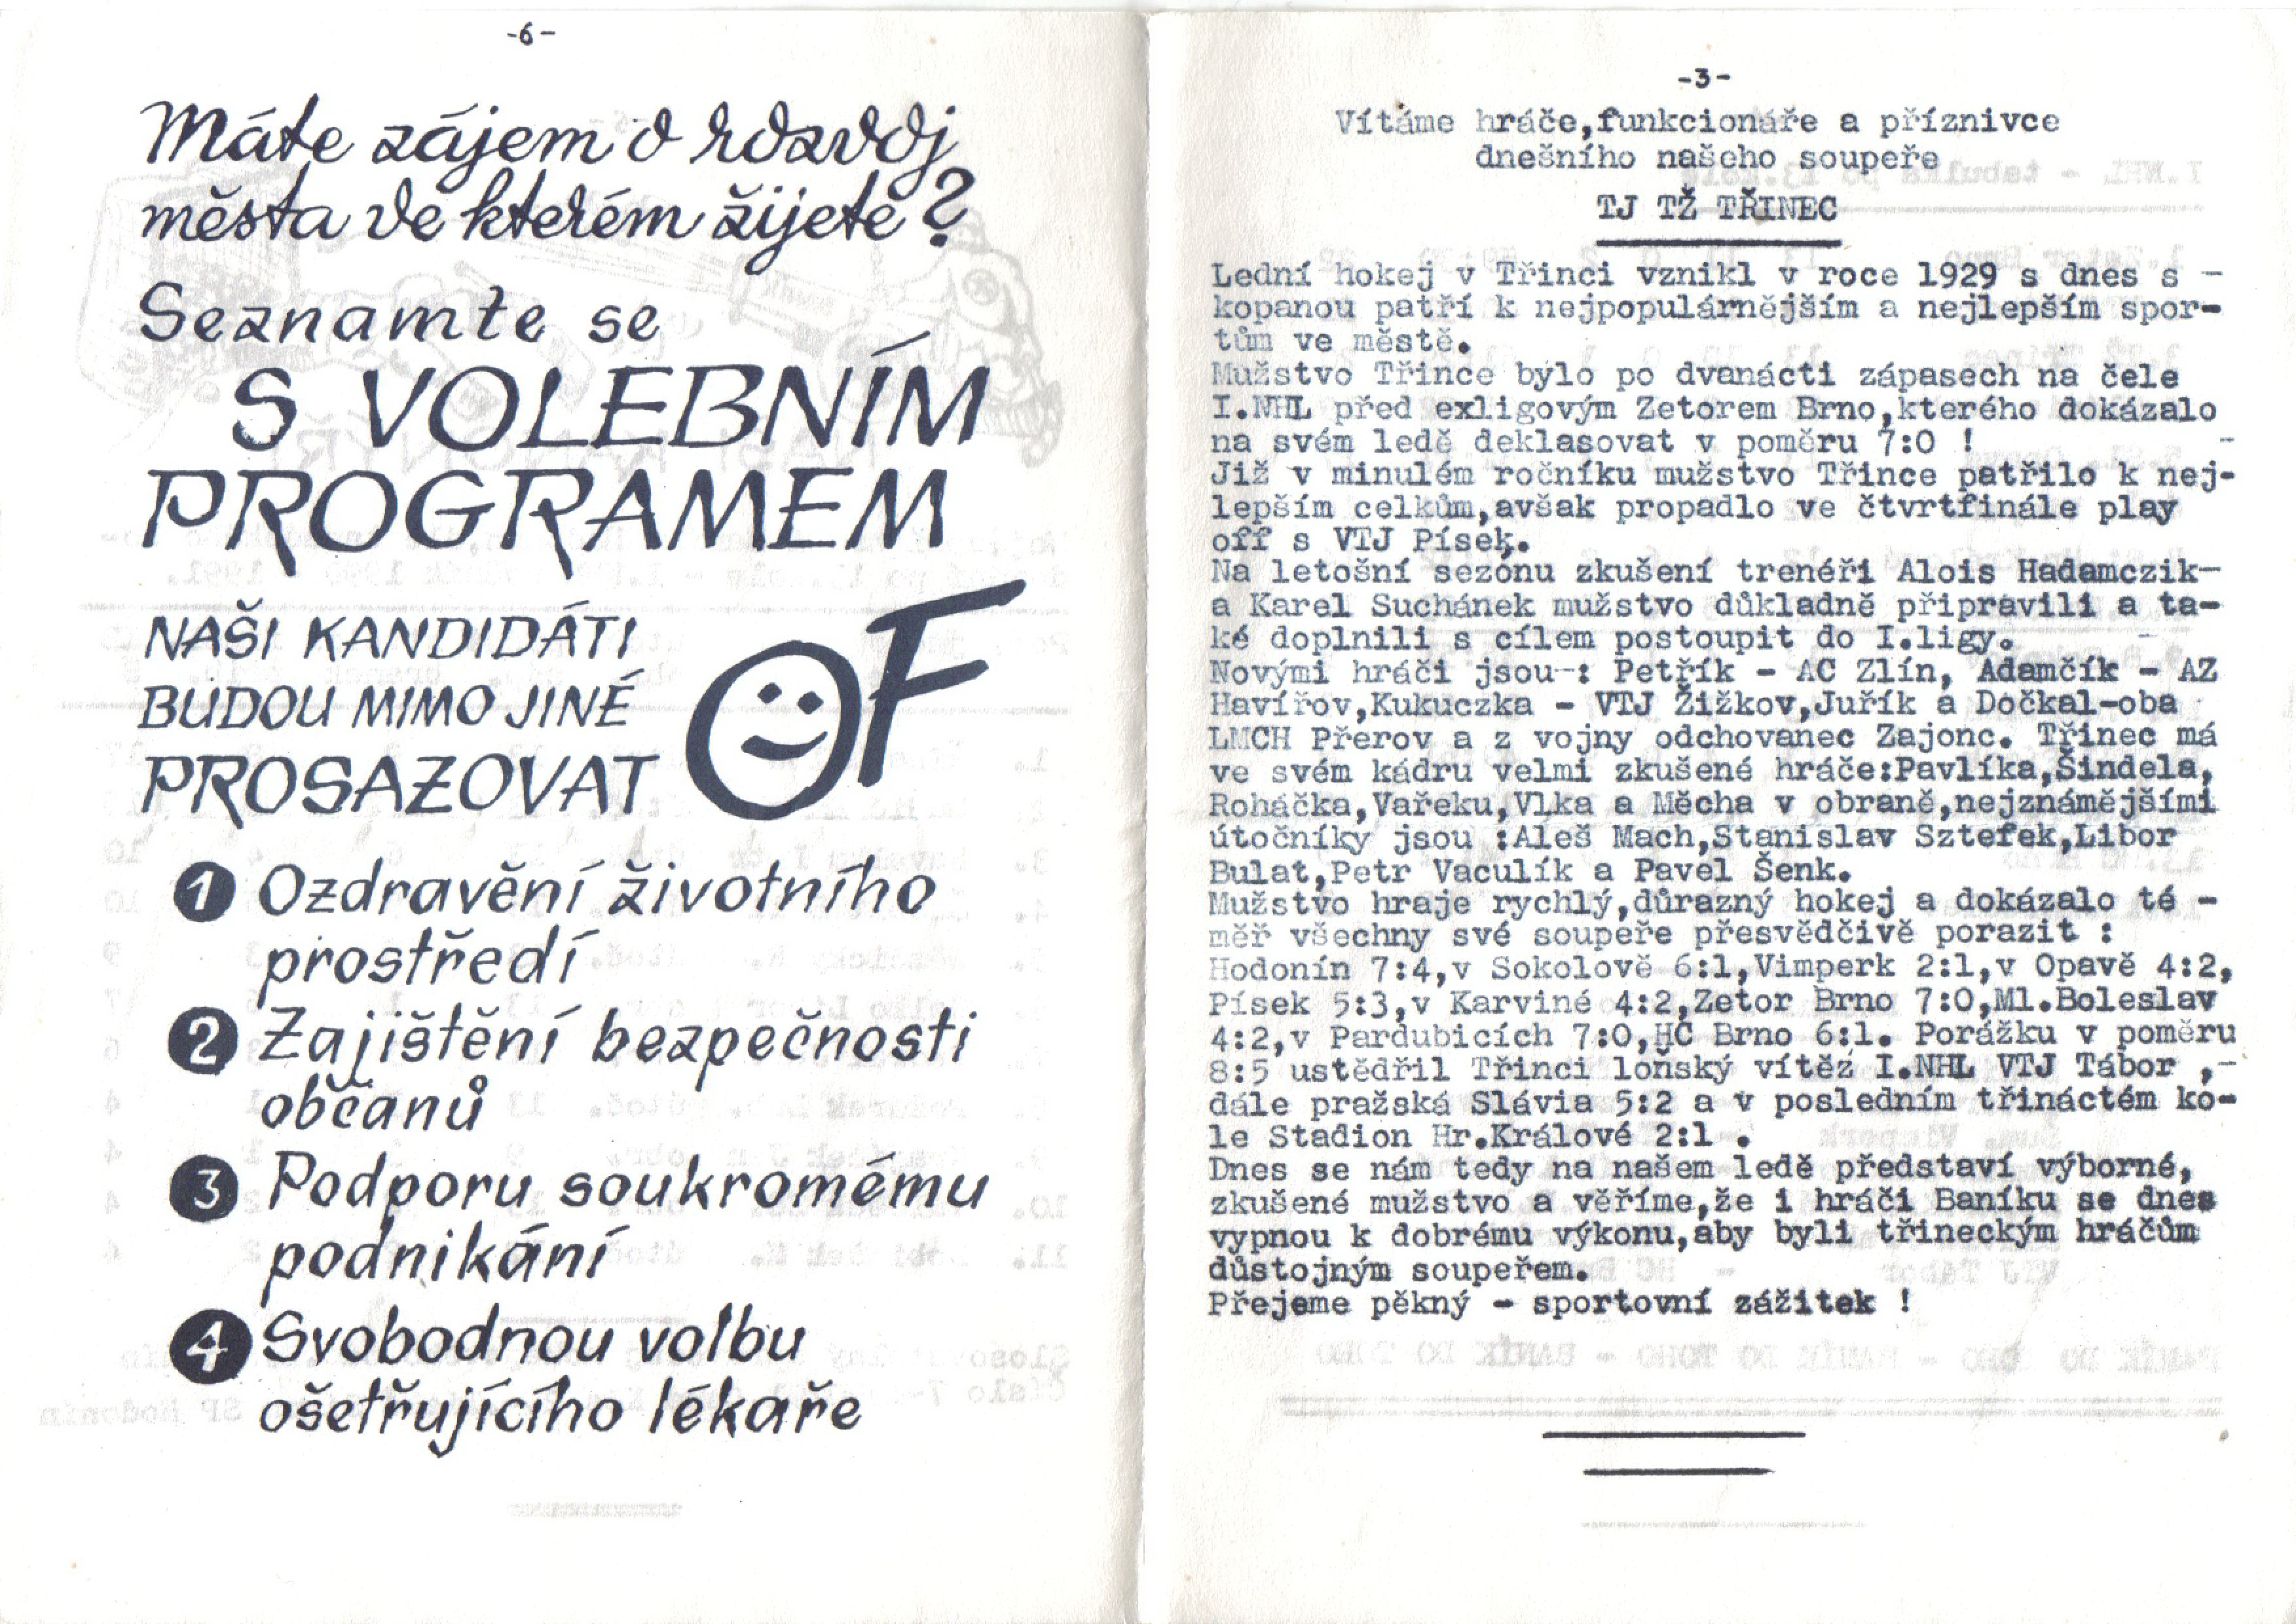 -6-
Máte zájem o rozvoj
města ve kterém žijete?
Seznamte se
S VOLEBNÍM
PROGRAMEM
NAŠI KANDIDÁTI
BUDOU MIMO JINÉ
PROSAZOVAT
OF
1 Ozdravění životního
prostředí
2 Zajištění bezpečnosti
občanů
3 Podporu soukromému
podnikání
4 Svobodnou volbu
ošetřujícího lékaře
-3-
Vítáme hráče,funkcionáře a příznivce
dnešního našeho soupeře
TJ TŽ TŘINEC
Lední hokej v Třinci vznikl v roce 1929 s dnes s -
kopanou patří k nejpopulárnějším a nejlepším spor-
tům ve městě.
Mužstvo Třince bylo po dvanácti zápasech na čele
I.NHL před exligovým Zetorem Brno,kterého dokázalo
na svém ledě deklasovat v poměru 7:0 ! -
Již v minulém ročníku mužstvo Třince patřilo k nej-
lepším celkům,avšak propadlo ve čtvrtfinále play
off s VTJ Písek.
Na letošní sezónu zkušení trenéři Alois Hadamczik-
a Karel Suchánek mužstvo důkladně připravili a ta-
ké doplnili s cílem postoupit do I.ligy. -
Novými hráči jsou-: Petřík - AC Zlín, Adamčík - AZ
Havířov,Kukuczka - VTJ Žižkov,Juřík a Dočkal-oba
LMCH Přerov a z vojny odchovanec Zajonc. Třinec má
ve svém kádru velmi zkušené hráče:Pavlíka,Šindela,
Roháčka,Vařeku,Vlka a Měcha v obraně,nejznámějšími
útočníky jsou :Aleš Mach,Stanislav Sztefek,Libor
Bulat,Petr Vaculík a Pavel Šenk.
Mužstvo hraje rychlý,důrazný hokej a dokázalo té -
měř všechny své soupeře přesvědčivě porazit :
Hodonín 7:4,v Sokolově 6:1,Vimperk 2:1,v Opavě 4:2,
Písek 5:3,v Karviné 4:2,Zetor Brno 7:0,Ml.Boleslav
4:2,v Pardubicích 7:0,HC Brno 6:1. Porážku v poměru
8:5 ustědřil Třinci loňský vítěz I.NHL VTJ Tábor ,-
dále pražská Slávia 5:2 a v posledním třináctém ko-
le Stadion Hr.Králové 2:1 .
Dnes se nám tedy na našem ledě představí výborné,
zkušené mužstvo a věříme,že i hráči Baníku se dnes
vypnou k dobrému výkonu,aby byli třineckým hráčům
důstojným soupeřem.
Přejeme pěkný - sportovní zážitek !